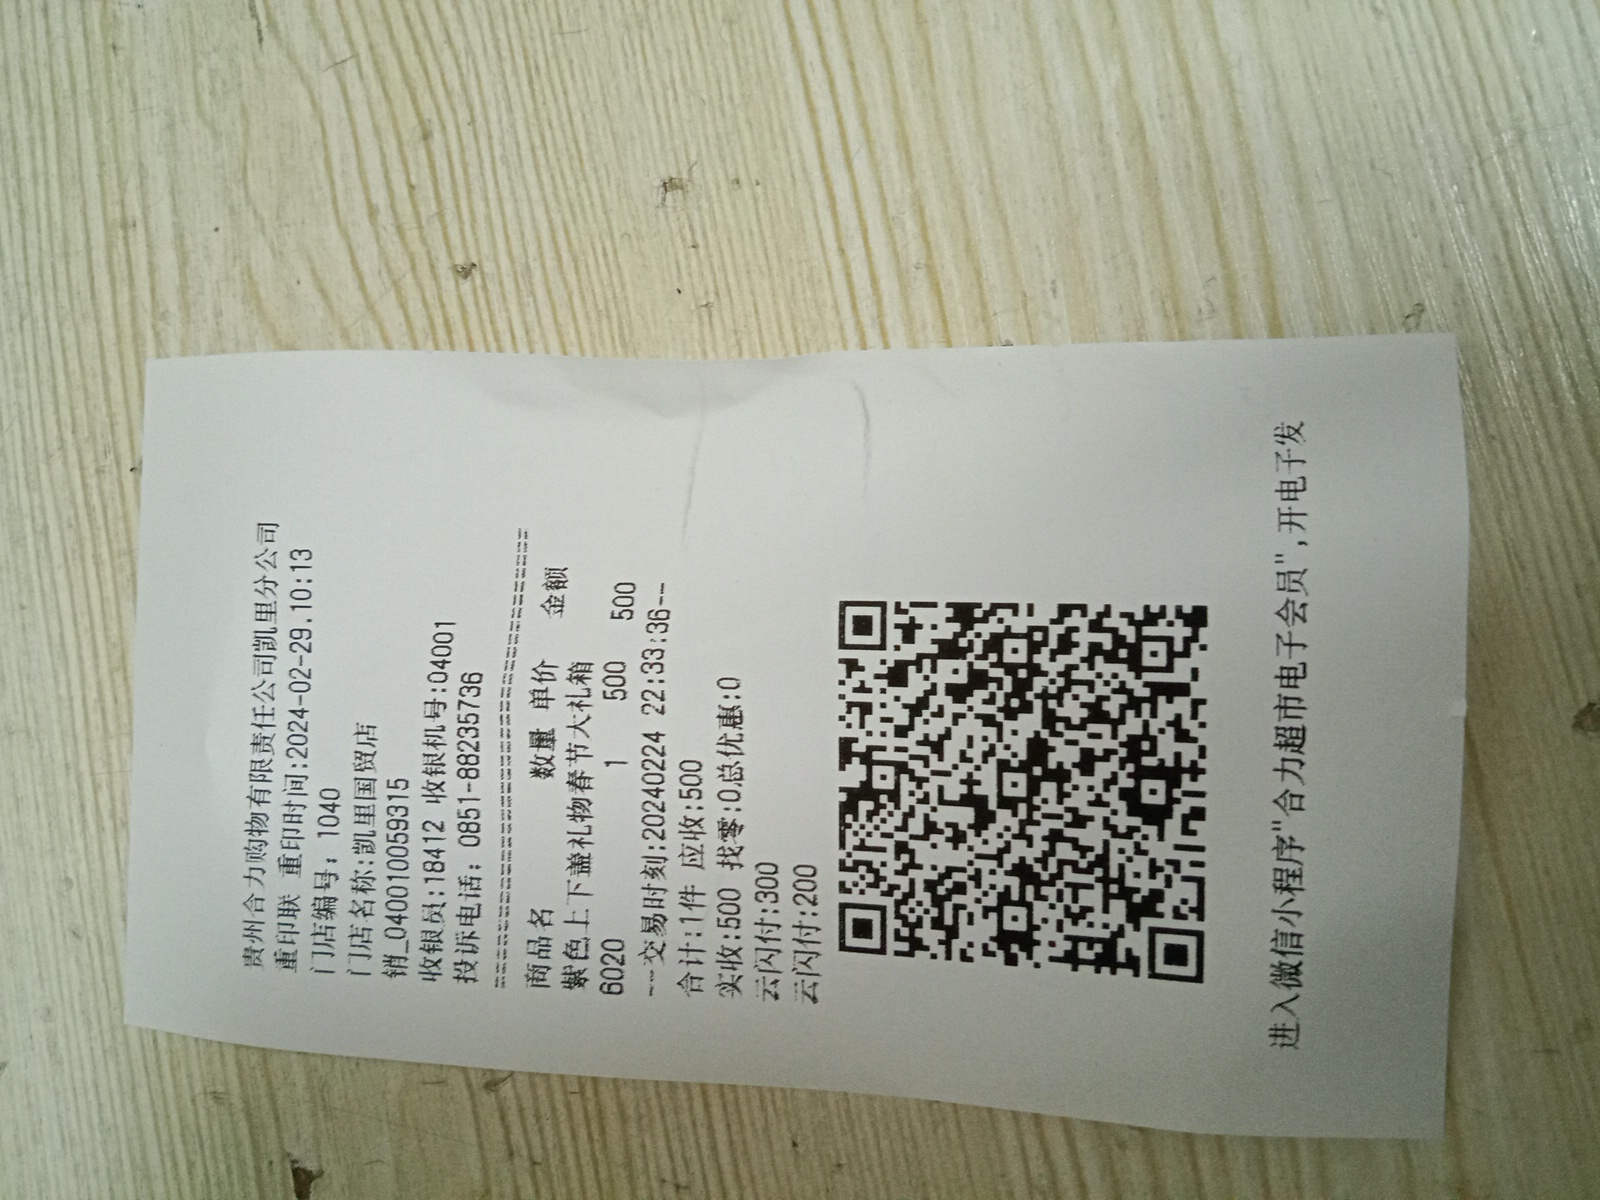 贵州合力购物有限责任公司凯里分公司
重印联 重印时间:2024-02-29.10:13
门店编号: 1040
门店名称:凯里国贸店
销_040010059315
收银员:18412 收银机号:04001
投诉电话: 0851-88235736
商品名 数量 单价 金额
紫色上下盖礼物春节大礼箱
6020 1 500 500
---交易时刻:20240224 22:33:36--
合计:1件 应收:500
实收:500 找零:0总优惠:0
云闪付:300
云闪付:200
进入微信小程序"合力超市电子会员",开电子发